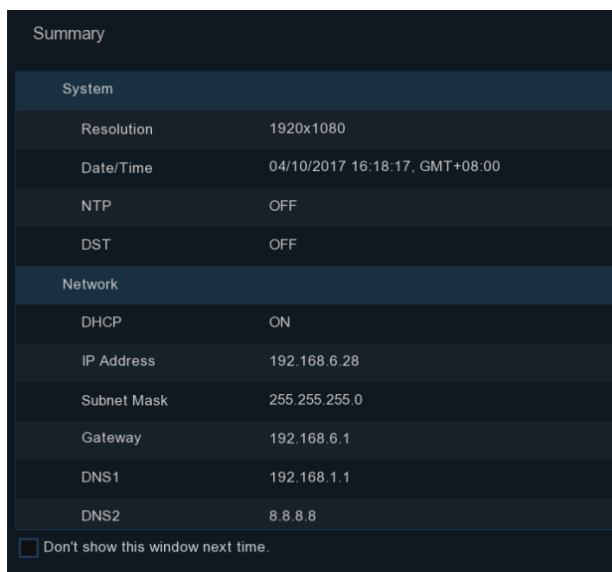 Summary
System
Resolution 1920x1080
Date/Time 04/10/2017 16:18:17, GMT+08:00
NTP OFF
DST OFF
Network
DHCP ON
IP Address 192.168.6.28
Subnet Mask 255.255.255.0
Gateway 192.168.6.1
DNS1 192.168.1.1
DNS2 8.8.8.8
Don't show this window next time.